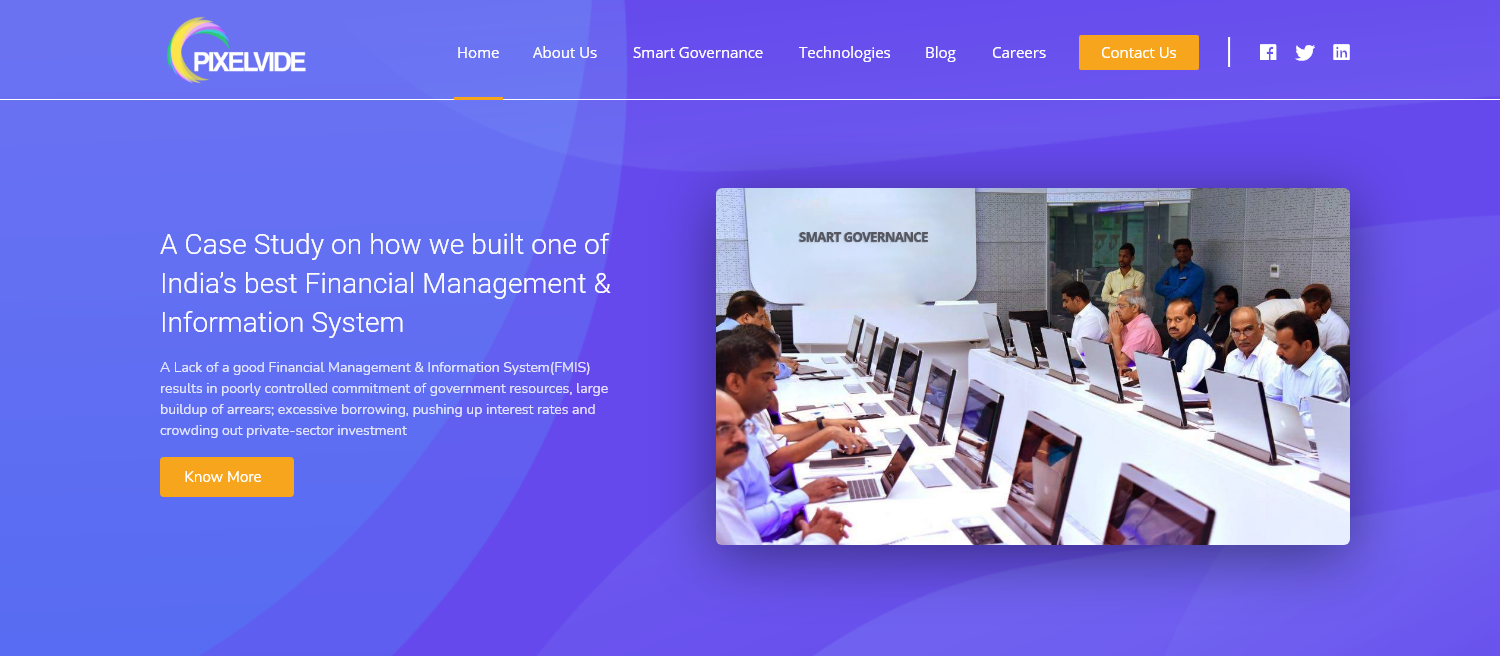 PIXELVIDE
Home
About Us
Smart Governance
Technologies
Blog
Careers
Contact Us
A Case Study on how we built one of
India’s best Financial Management &
Information System
A Lack of a good Financial Management & Information System(FMIS)
results in poorly controlled commitment of government resources, large
buildup of arrears; excessive borrowing, pushing up interest rates and
crowding out private-sector investment
Know More
SMART GOVERNANCE